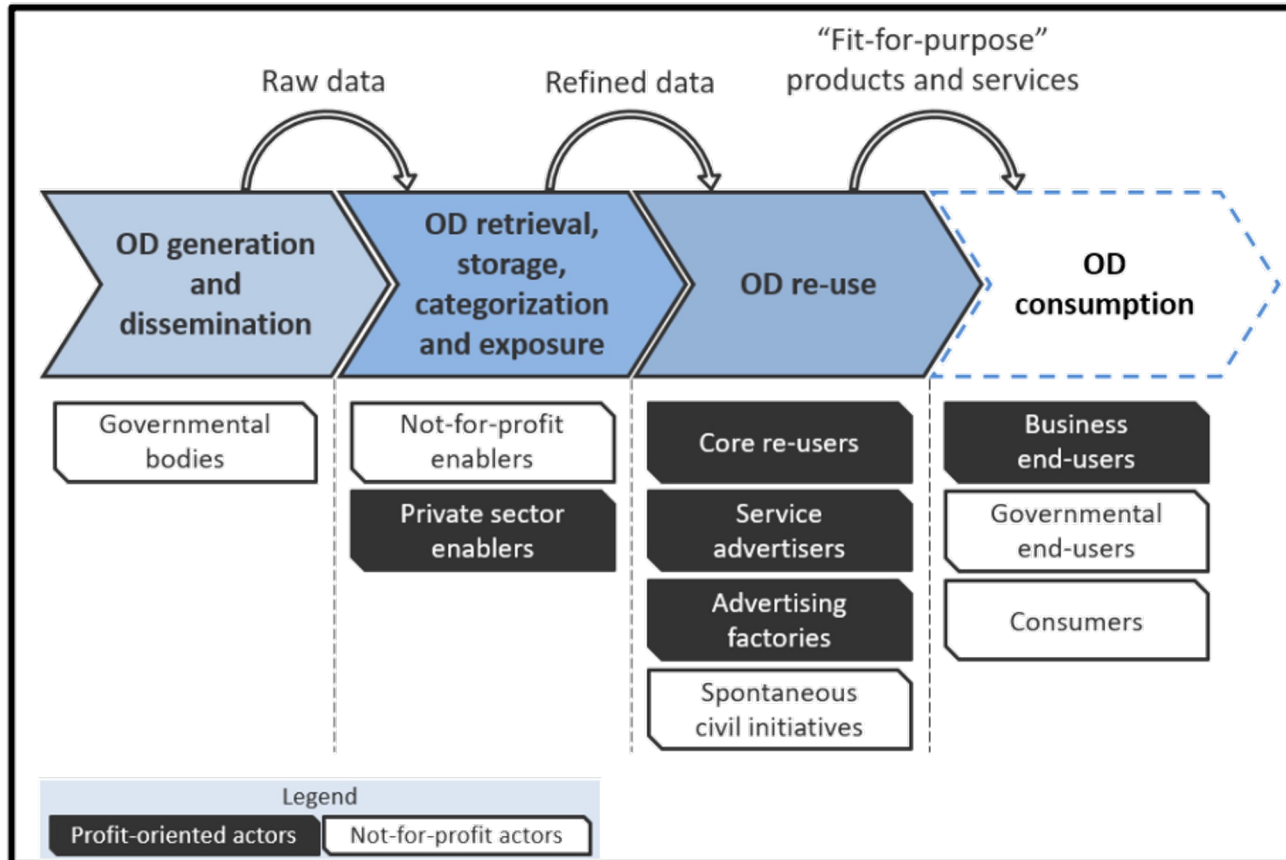 Raw data
Refined data
“Fit-for-purpose”
products and services
OD generation
and
dissemination
OD retrieval,
storage,
categorization
and exposure
OD re-use
OD
consumption
Governmental
bodies
Not-for-profit
enablers
Private sector
enablers
Core re-users
Service
advertisers
Advertising
factories
Spontaneous
civil initiatives
Business
end-users
Governmental
end-users
Consumers
Legend
Profit-oriented actors
Not-for-profit actors